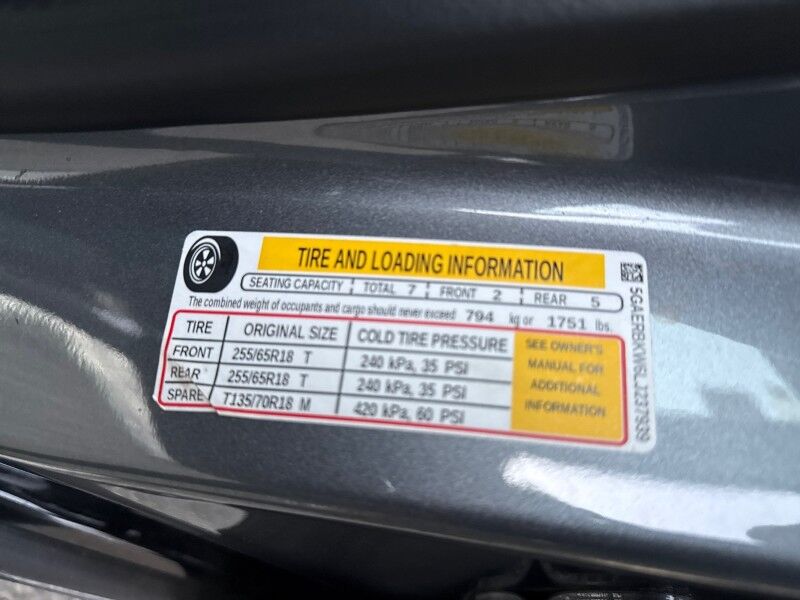 TIRE AND LOADING INFORMATION
SEATING CAPACITY TOTAL 7 FRONT 2 REAR 5
The combined weight of occupants and cargo should never exceed 794 kg or 1751 lbs.
TIRE ORIGINAL SIZE COLD TIRE PRESSURE
FRONT 255/65R18 T 240 kPa, 35 PSI
REAR 255/65R18 T 240 kPa, 35 PSI
SPARE T135/70R18 M 420 kPa, 60 PSI
SEE OWNER'S
MANUAL FOR
ADDITIONAL
INFORMATION
5GAERBKW6LJ237939